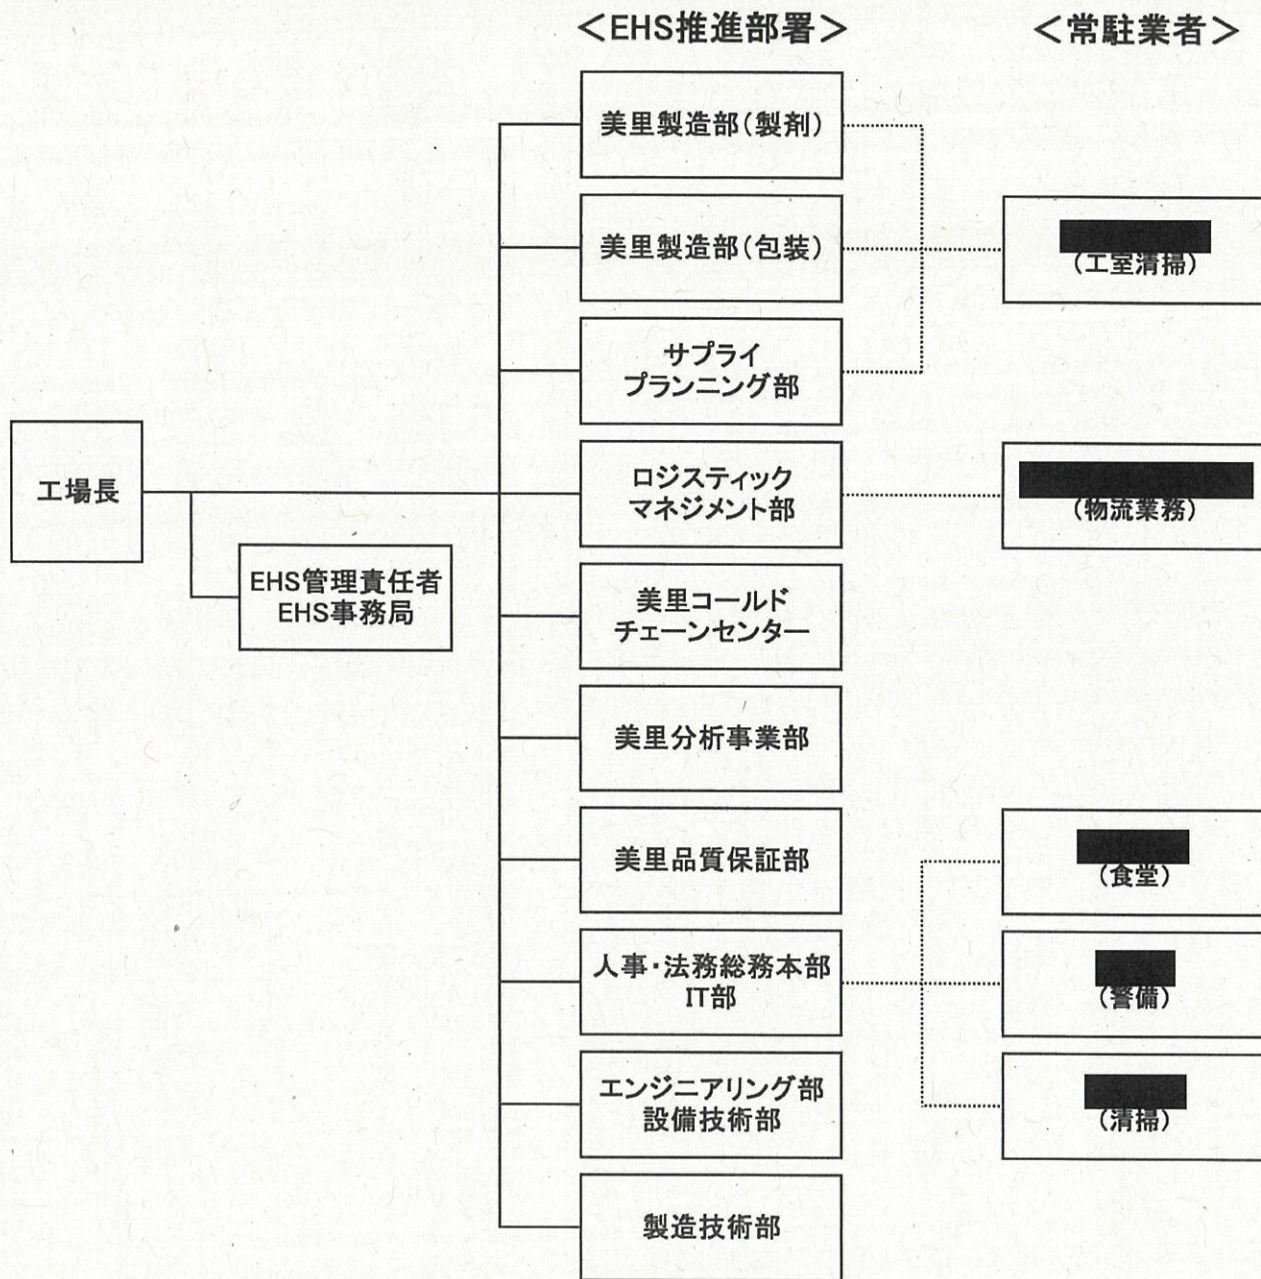 ＜EHS推進部署＞
＜常駐業者＞
美里製造部（製剤）
美里製造部（包装）
（工室清掃）
サプライ
プランニング部
工場長
ロジスティック
マネジメント部
（物流業務）
EHS管理責任者
EHS事務局
美里コールド
チェーンセンター
美里分析事業部
美里品質保証部
（食堂）
人事・法務総務本部
IT部
（警備）
エンジニアリング部
設備技術部
（清掃）
製造技術部